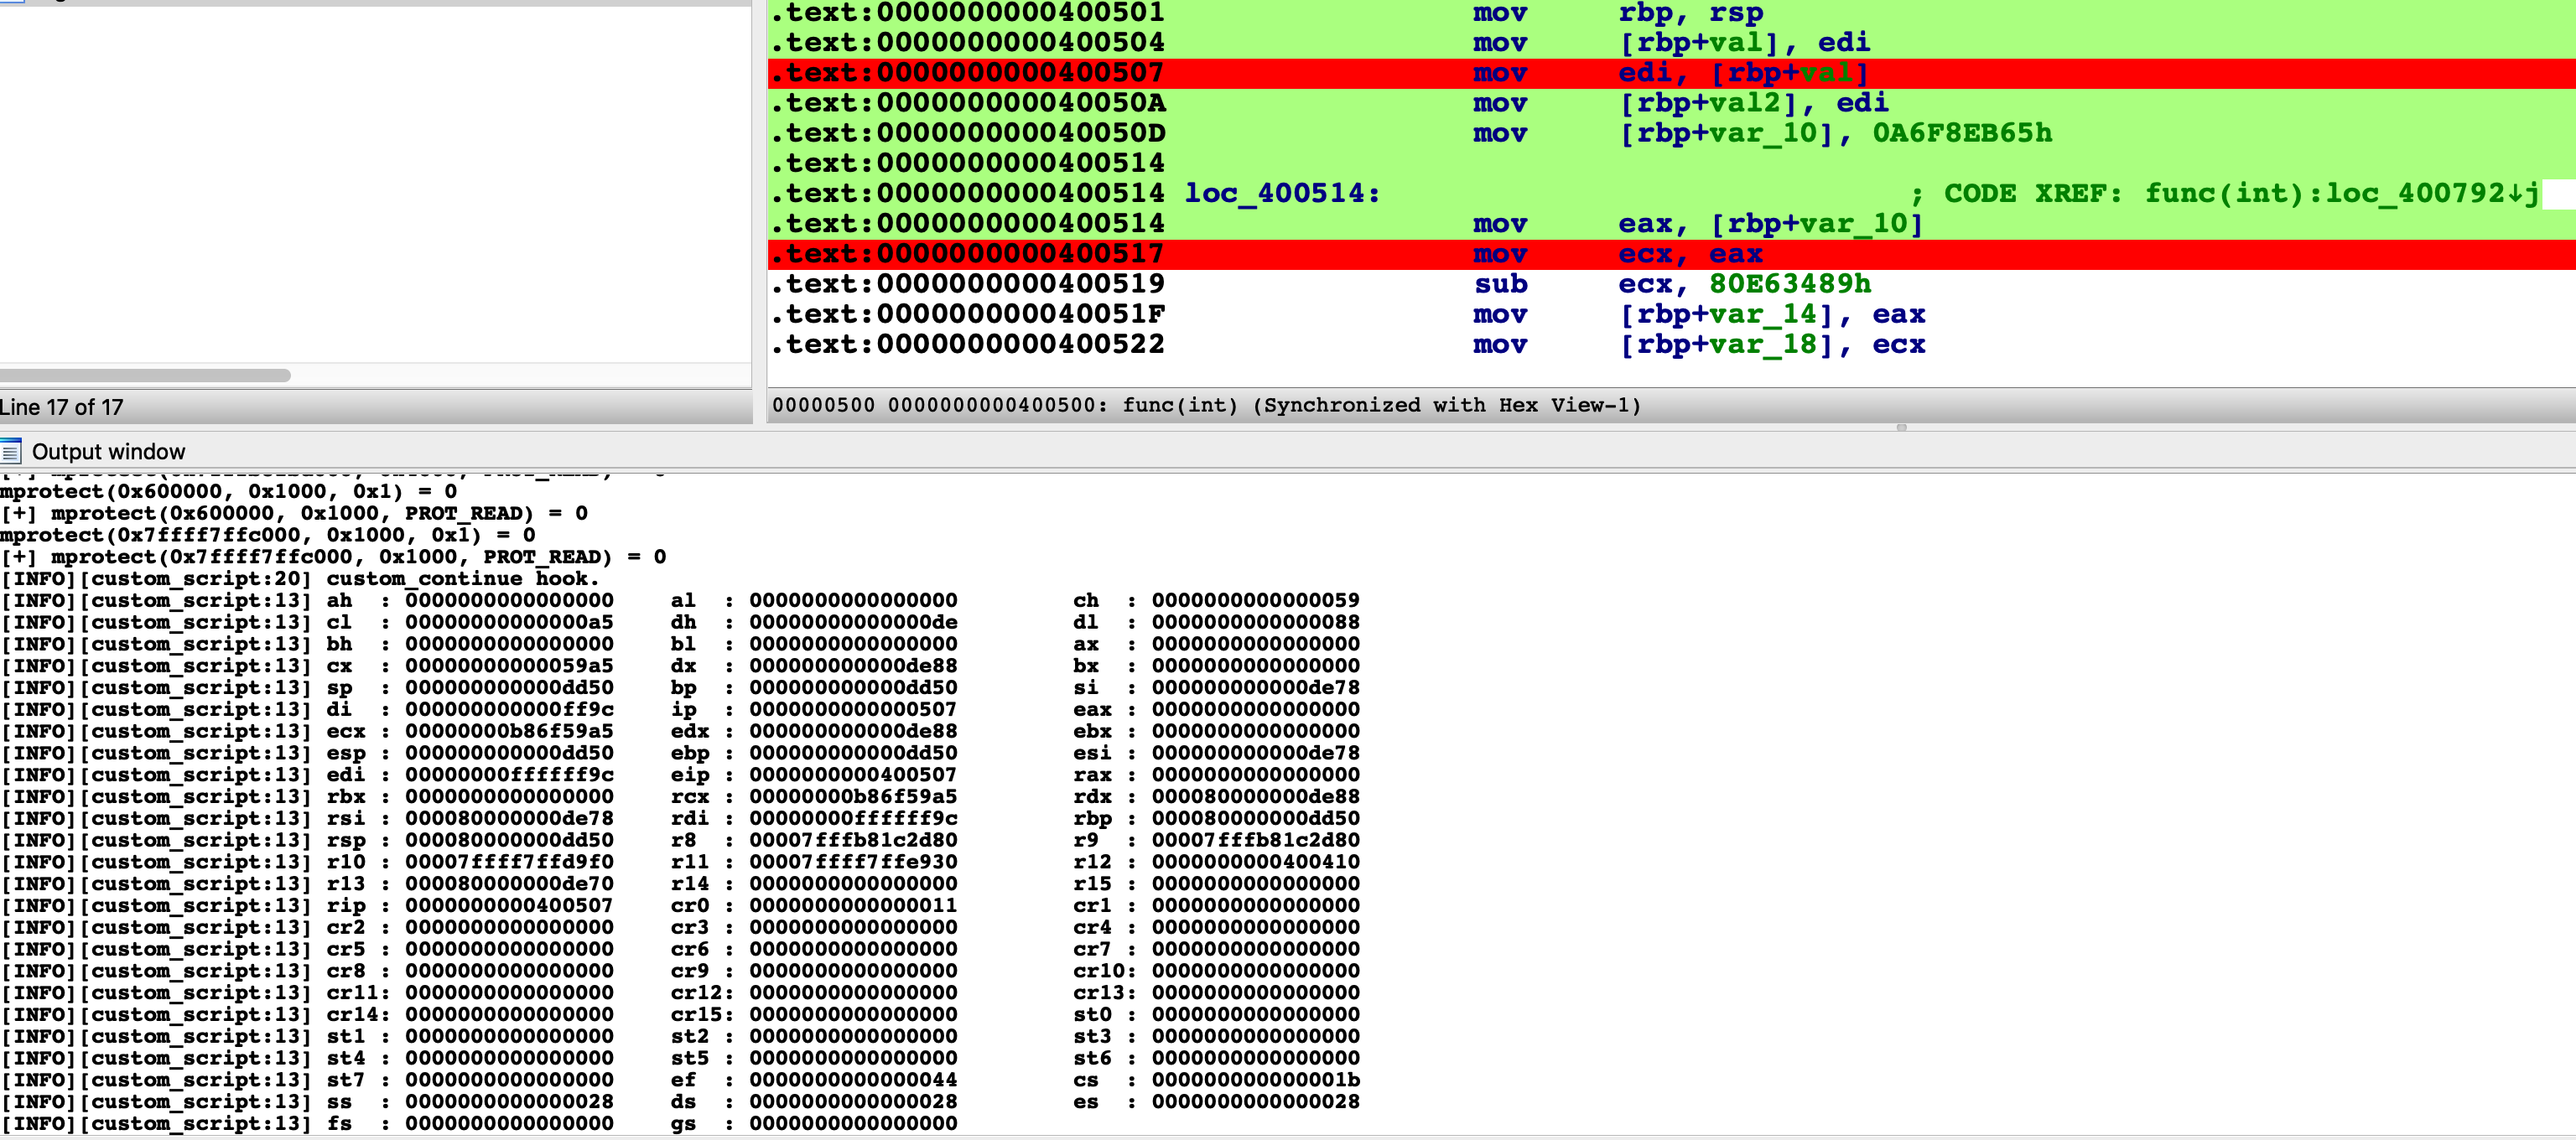 .text:0000000000400501 mov rbp, rsp
.text:0000000000400504 mov [rbp+val], edi
.text:0000000000400507 mov edi, [rbp+val]
.text:000000000040050A mov [rbp+val2], edi
.text:000000000040050D mov [rbp+var_10], 0A6F8EB65h
.text:0000000000400514
.text:0000000000400514 loc_400514: ; CODE XREF: func(int):loc_400792↓j
.text:0000000000400514 mov eax, [rbp+var_10]
.text:0000000000400517 mov ecx, eax
.text:0000000000400519 sub ecx, 80E63489h
.text:000000000040051F mov [rbp+var_14], eax
.text:0000000000400522 mov [rbp+var_18], ecx
Line 17 of 17
00000500 0000000000400500: func(int) (Synchronized with Hex View-1)
Output window
mprotect(0x600000, 0x1000, 0x1) = 0
[+] mprotect(0x600000, 0x1000, PROT_READ) = 0
mprotect(0x7ffff7ffc000, 0x1000, 0x1) = 0
[+] mprotect(0x7ffff7ffc000, 0x1000, PROT_READ) = 0
[INFO][custom_script:20] custom_continue hook.
[INFO][custom_script:13] ah : 0000000000000000 al : 0000000000000000 ch : 0000000000000059
[INFO][custom_script:13] cl : 00000000000000a5 dh : 00000000000000de dl : 0000000000000088
[INFO][custom_script:13] bh : 0000000000000000 bl : 0000000000000000 ax : 0000000000000000
[INFO][custom_script:13] cx : 00000000000059a5 dx : 000000000000de88 bx : 0000000000000000
[INFO][custom_script:13] sp : 000000000000dd50 bp : 000000000000dd50 si : 000000000000de78
[INFO][custom_script:13] di : 000000000000ff9c ip : 0000000000000507 eax : 0000000000000000
[INFO][custom_script:13] ecx : 00000000b86f59a5 edx : 000000000000de88 ebx : 0000000000000000
[INFO][custom_script:13] esp : 000000000000dd50 ebp : 000000000000dd50 esi : 000000000000de78
[INFO][custom_script:13] edi : 00000000ffffff9c eip : 0000000000400507 rax : 0000000000000000
[INFO][custom_script:13] rbx : 0000000000000000 rcx : 00000000b86f59a5 rdx : 000080000000de88
[INFO][custom_script:13] rsi : 000080000000de78 rdi : 00000000ffffff9c rbp : 000080000000dd50
[INFO][custom_script:13] rsp : 000080000000dd50 r8 : 00007fffb81c2d80 r9 : 00007fffb81c2d80
[INFO][custom_script:13] r10 : 00007ffff7ffd9f0 r11 : 00007ffff7ffe930 r12 : 0000000000400410
[INFO][custom_script:13] r13 : 000080000000de70 r14 : 0000000000000000 r15 : 0000000000000000
[INFO][custom_script:13] rip : 0000000000400507 cr0 : 0000000000000011 cr1 : 0000000000000000
[INFO][custom_script:13] cr2 : 0000000000000000 cr3 : 0000000000000000 cr4 : 0000000000000000
[INFO][custom_script:13] cr5 : 0000000000000000 cr6 : 0000000000000000 cr7 : 0000000000000000
[INFO][custom_script:13] cr8 : 0000000000000000 cr9 : 0000000000000000 cr10: 0000000000000000
[INFO][custom_script:13] cr11: 0000000000000000 cr12: 0000000000000000 cr13: 0000000000000000
[INFO][custom_script:13] cr14: 0000000000000000 cr15: 0000000000000000 st0 : 0000000000000000
[INFO][custom_script:13] st1 : 0000000000000000 st2 : 0000000000000000 st3 : 0000000000000000
[INFO][custom_script:13] st4 : 0000000000000000 st5 : 0000000000000000 st6 : 0000000000000000
[INFO][custom_script:13] st7 : 0000000000000000 ef : 0000000000000044 cs : 000000000000001b
[INFO][custom_script:13] ss : 0000000000000028 ds : 0000000000000028 es : 0000000000000028
[INFO][custom_script:13] fs : 0000000000000000 gs : 0000000000000000